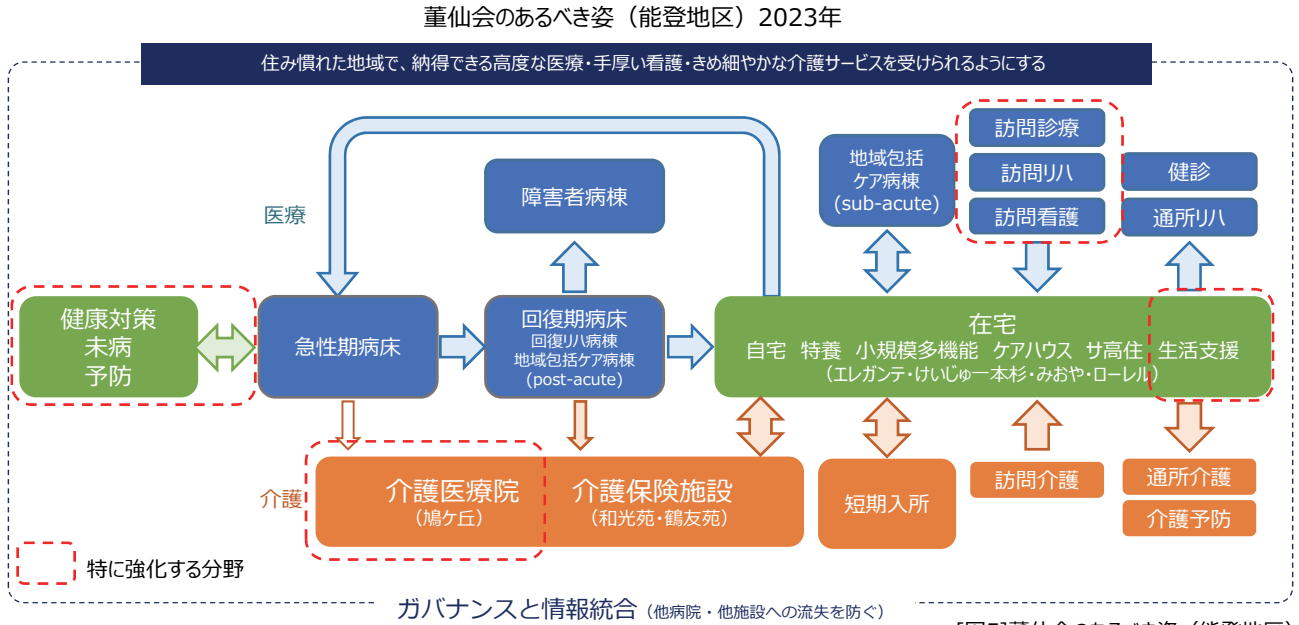 董仙会のあるべき姿（能登地区）2023年
住み慣れた地域で、納得できる高度な医療・手厚い看護・きめ細やかな介護サービスを受けられるようにする
医療
障害者病棟
地域包括
ケア病棟
(sub-acute)
訪問診療
訪問リハ
訪問看護
健診
通所リハ
健康対策
未病
予防
急性期病床
回復期病床
回復リハ病棟
地域包括ケア病棟
(post-acute)
在宅
自宅 特養 小規模多機能 ケアハウス サ高住 生活支援
（エレガンテ・けいじゅ一本杉・みおや・ローレル）
介護
介護医療院
（鳩ケ丘）
介護保険施設
（和光苑・鶴友苑）
短期入所
訪問介護
通所介護
介護予防
特に強化する分野
ガバナンスと情報統合（他病院・他施設への流失を防ぐ）